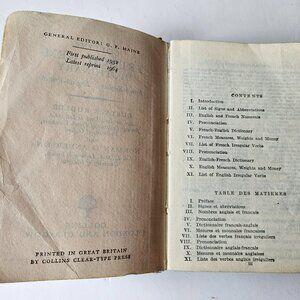 GENERAL EDITOR: G. F. MAINE
First published 1952
Latest reprint 1964
PRINTED IN GREAT BRITAIN
BY COLLINS CLEAR-TYPE PRESS
CONTENTS
I. Introduction
II. List of Signs and Abbreviations
III. English and French Numerals
IV. Pronunciation
V. French-English Dictionary
VI. French Measures, Weights and Money
VII. List of French Irregular Verbs
VIII. Pronunciation
IX. English-French Dictionary
X. English Measures, Weights and Money
XI. List of English Irregular Verbs
TABLE DES MATIERES
I. Préface
II. Signes et abréviations
III. Nombres anglais et français
IV. Prononciation
V. Dictionnaire français-anglais
VI. Mesures et monnaies françaises
VII. Liste des verbes français irréguliers
VIII. Prononciation
IX. Dictionnaire anglais-français
X. Mesures et monnaies anglaises
XI. Liste des verbes anglais irréguliers